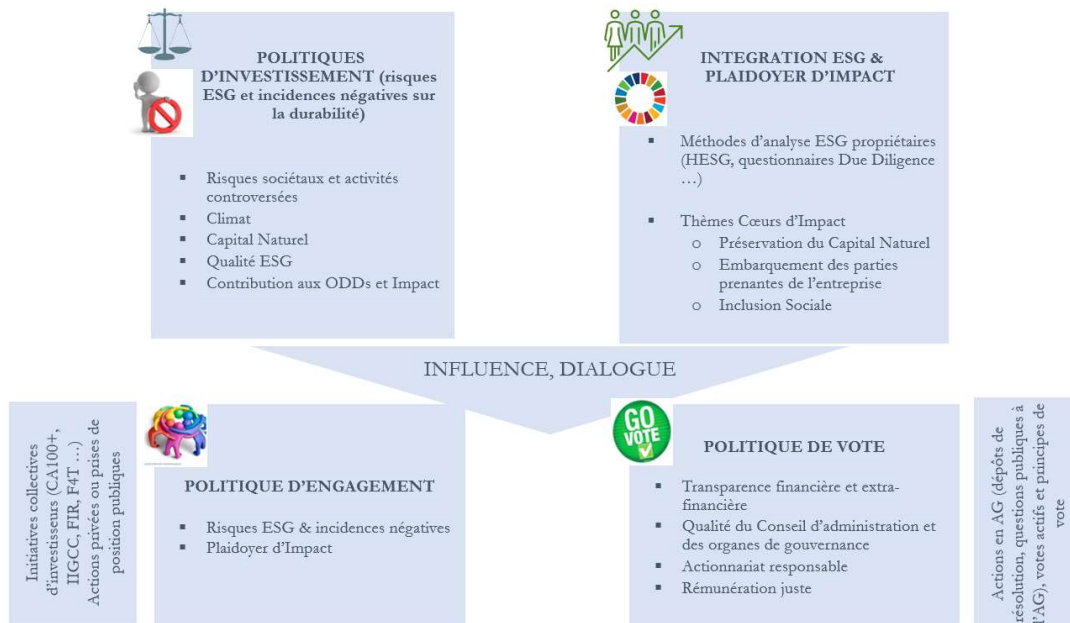 POLITIQUES
D’INVESTISSEMENT (risques
ESG et incidences négatives sur
la durabilité)
▪ Risques sociétaux et activités
controversées
▪ Climat
▪ Capital Naturel
▪ Qualité ESG
▪ Contribution aux ODDs et Impact
INTEGRATION ESG &
PLAIDOYER D’IMPACT
▪ Méthodes d’analyse ESG propriétaires
(HESG, questionnaires Due Diligence
…)
▪ Thèmes Cœurs d’Impact
o Préservation du Capital Naturel
o Embarquement des parties
prenantes de l’entreprise
o Inclusion Sociale
INFLUENCE, DIALOGUE
Initiatives collectives
d’investisseurs (CA100+,
IIGCC, FIR, F4T …)
Actions privées ou prises de
position publiques
POLITIQUE D’ENGAGEMENT
▪ Risques ESG & incidences négatives
▪ Plaidoyer d’Impact
GO
VOTE
POLITIQUE DE VOTE
▪ Transparence financière et extra-
financière
▪ Qualité du Conseil d’administration et
des organes de gouvernance
▪ Actionnariat responsable
▪ Rémunération juste
Actions en AG (dépôts de
résolution, questions publiques à
l’AG), votes actifs et principes de
vote